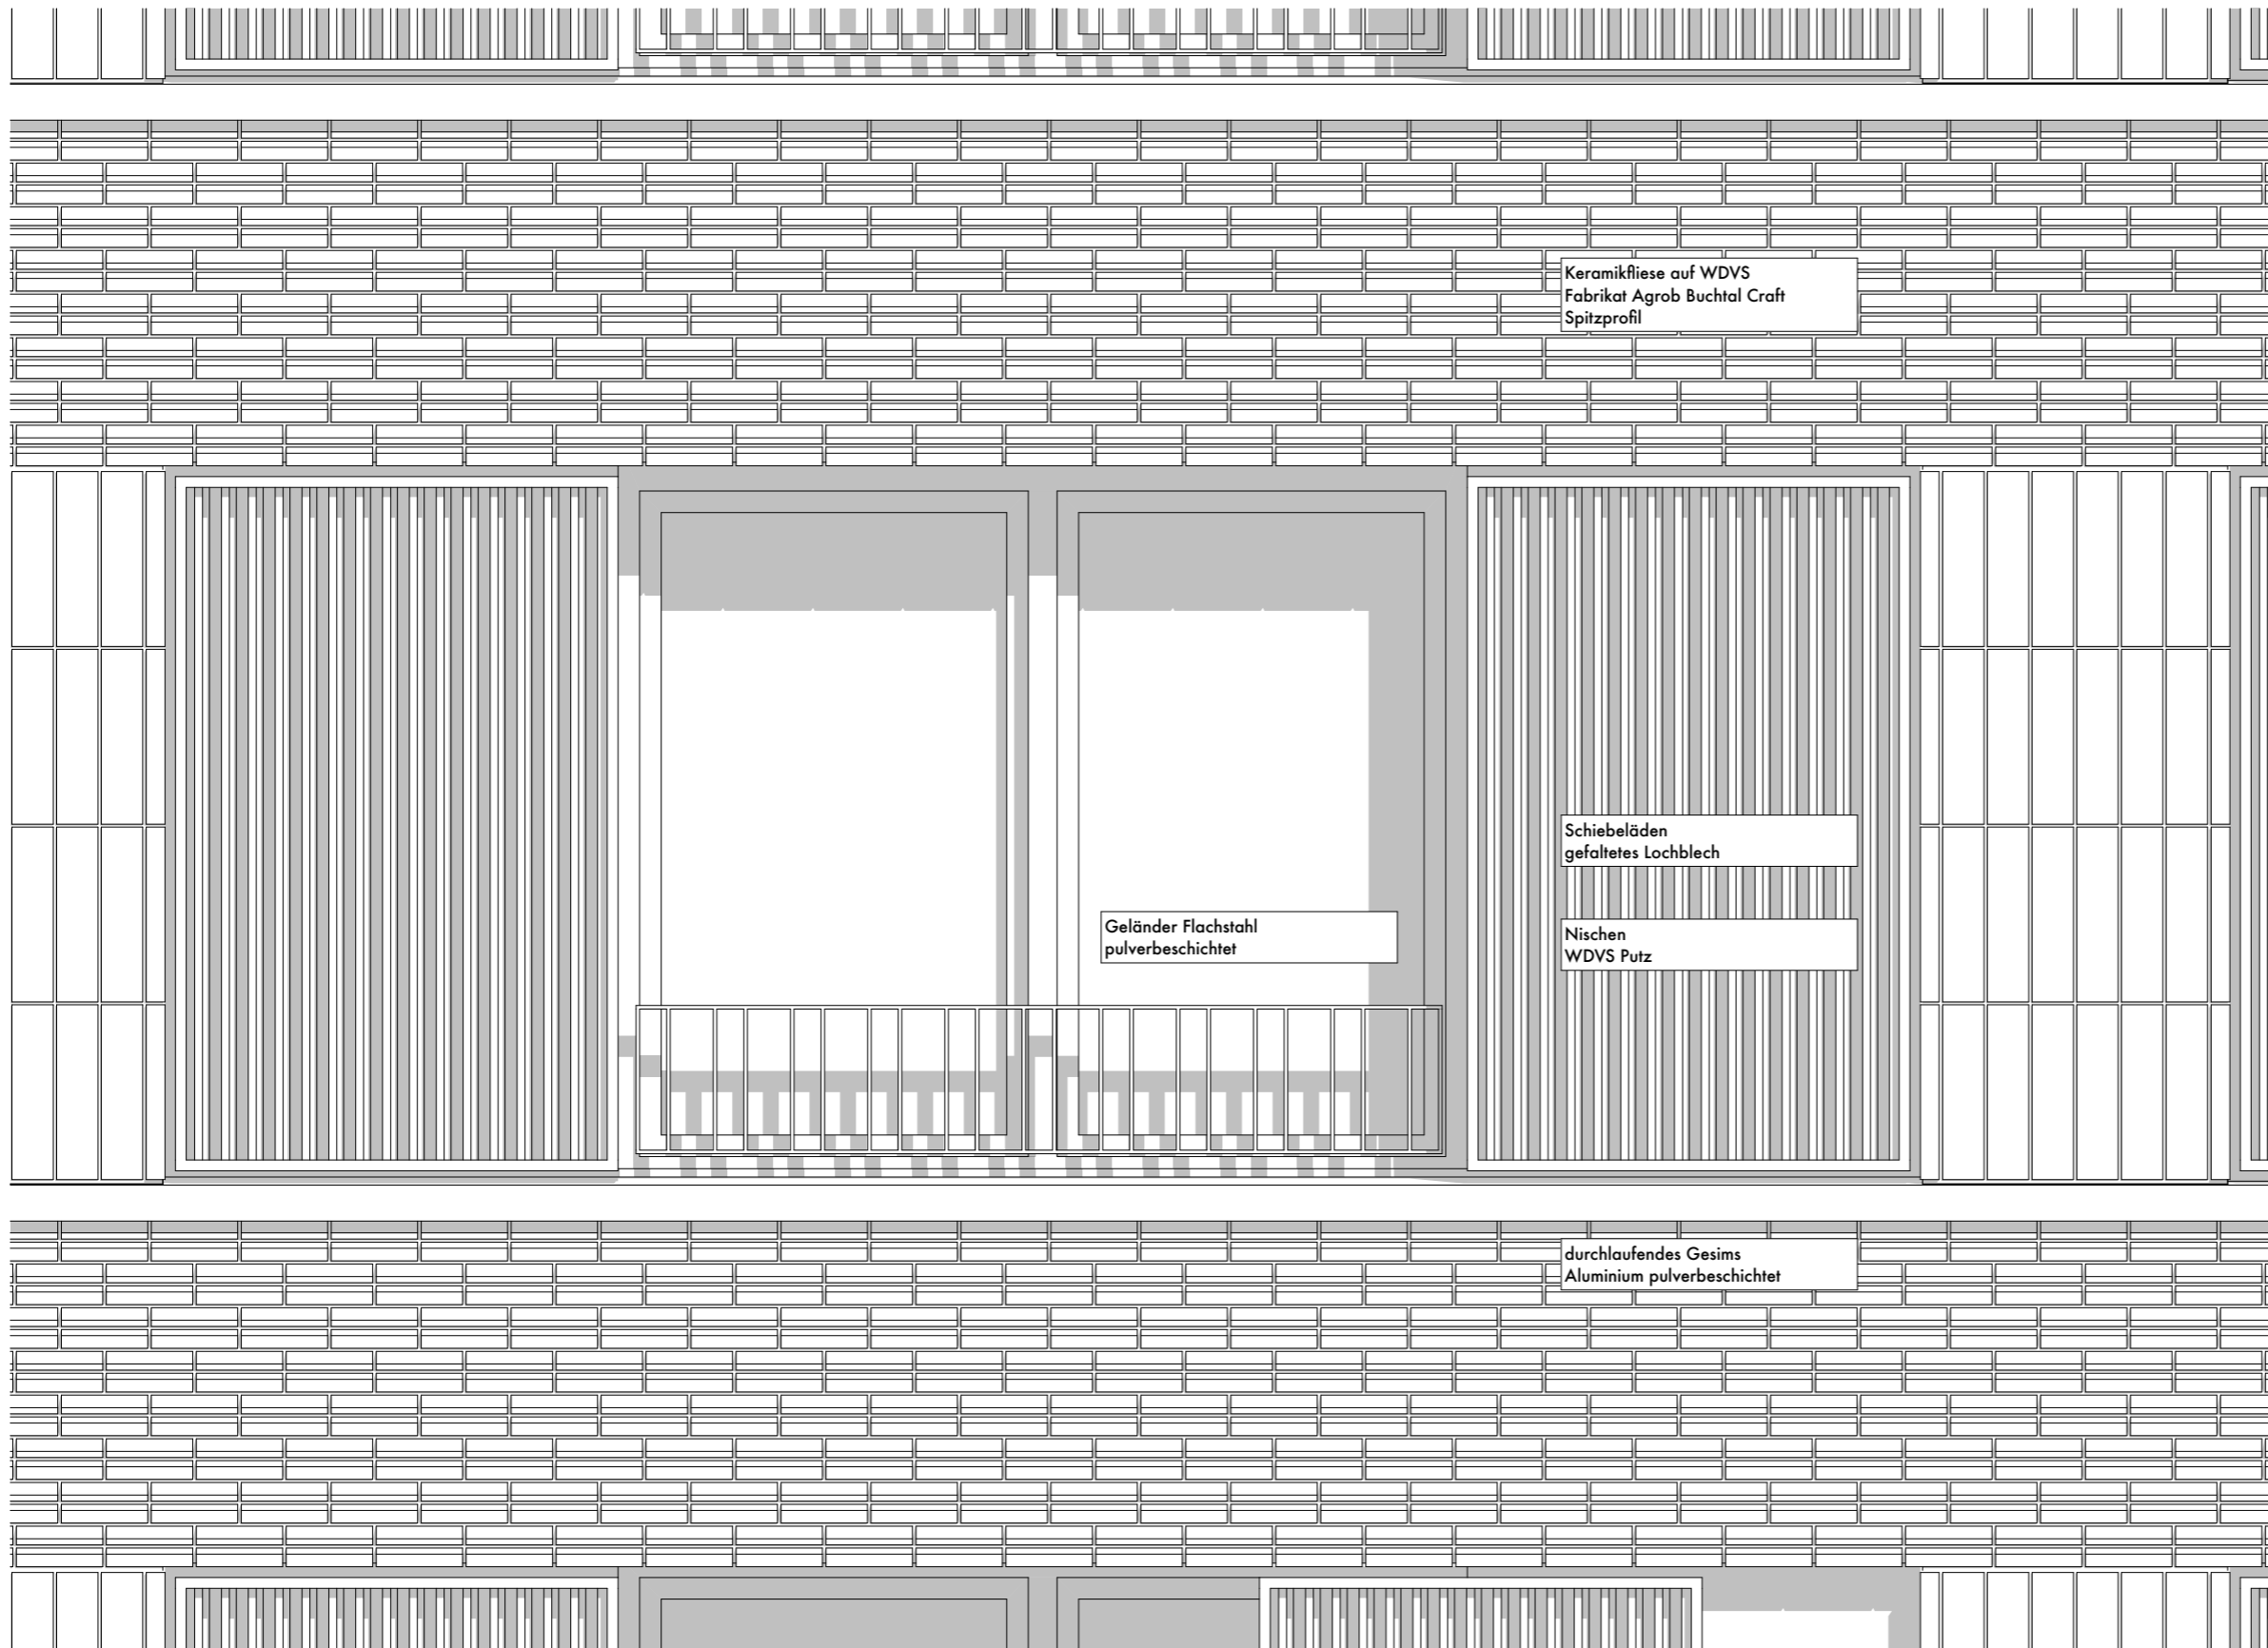 Keramikfliese auf WDVS
Fabrikat Agrob Buchtal Craft
Spitzprofil
Schiebeläden
gefaltetes Lochblech
Geländer Flachstahl
pulverbeschichtet
Nischen
WDVS Putz
durchlaufendes Gesims
Aluminium pulverbeschichtet